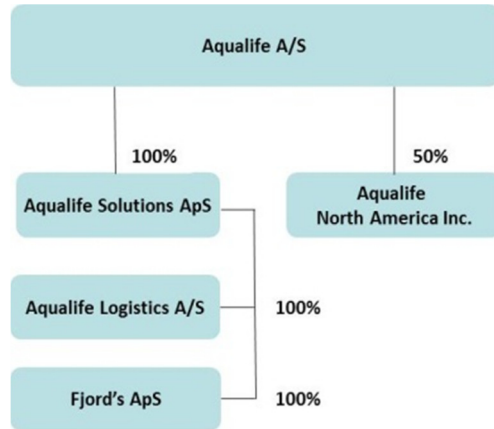 Aqualife A/S
100%
50%
Aqualife Solutions ApS
Aqualife
North America Inc.
Aqualife Logistics A/S
100%
Fjord's ApS
100%